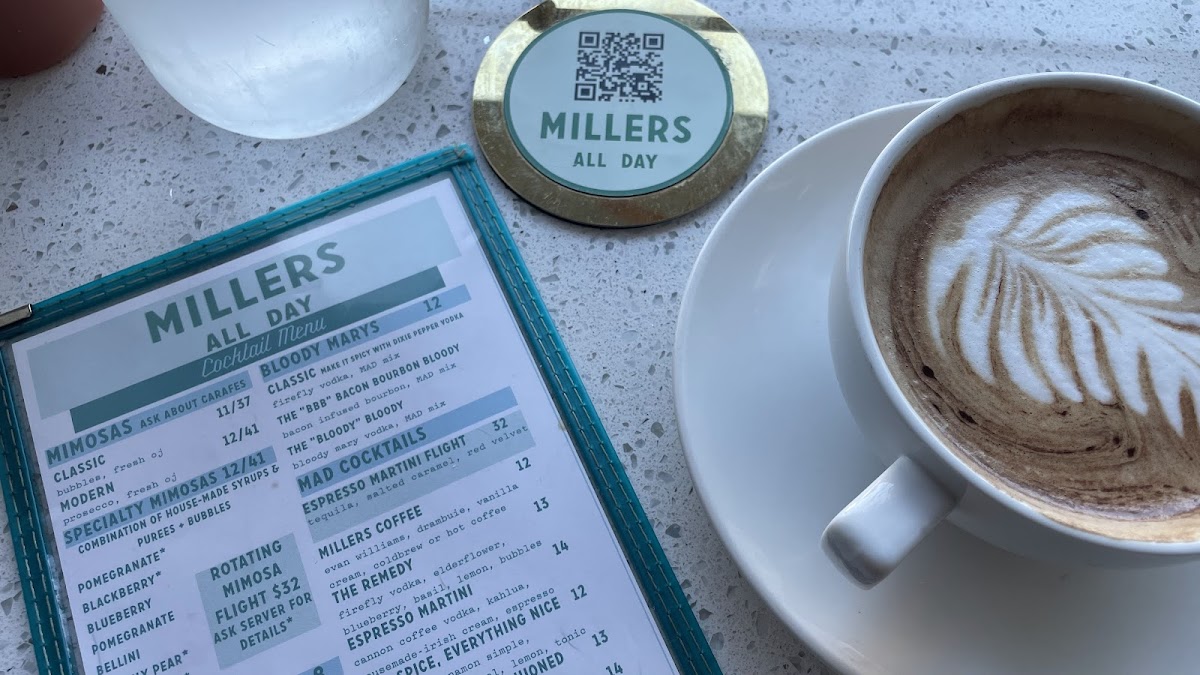 MILLERS
ALL DAY
MILLERS
ALL DAY
Cocktail Menu
MIMOSAS ASK ABOUT CARAFES
CLASSIC 11/37
bubbles, fresh oj
MODERN 12/41
prosecco, fresh oj
SPECIALTY MIMOSAS 12/41
COMBINATION OF HOUSE-MADE SYRUPS &
PUREES + BUBBLES
POMEGRANATE*
BLACKBERRY*
BLUEBERRY
POMEGRANATE
BELLINI
PEAR*
ROTATING
MIMOSA
FLIGHT $32
ASK SERVER FOR
DETAILS*
BLOODY MARYS 12
CLASSIC MAKE IT SPICY WITH DIXIE PEPPER VODKA
firefly vodka, MAD mix
THE "BBB" BACON BOURBON BLOODY
bacon infused bourbon, MAD mix
THE "BLOODY" BLOODY
bloody mary vodka, MAD mix
MAD COCKTAILS
ESPRESSO MARTINI FLIGHT 32
tequila, salted caramel, red velvet
MILLERS COFFEE 12
evan williams, drambuie, vanilla
cream, coldbrew or hot coffee
THE REMEDY 13
firefly vodka, elderflower,
blueberry, basil, lemon, bubbles
ESPRESSO MARTINI 14
cannon coffee vodka, kahlua,
housemade-irish cream, espresso
SPICE, EVERYTHING NICE 12
simple,
lemon, tonic
13
14